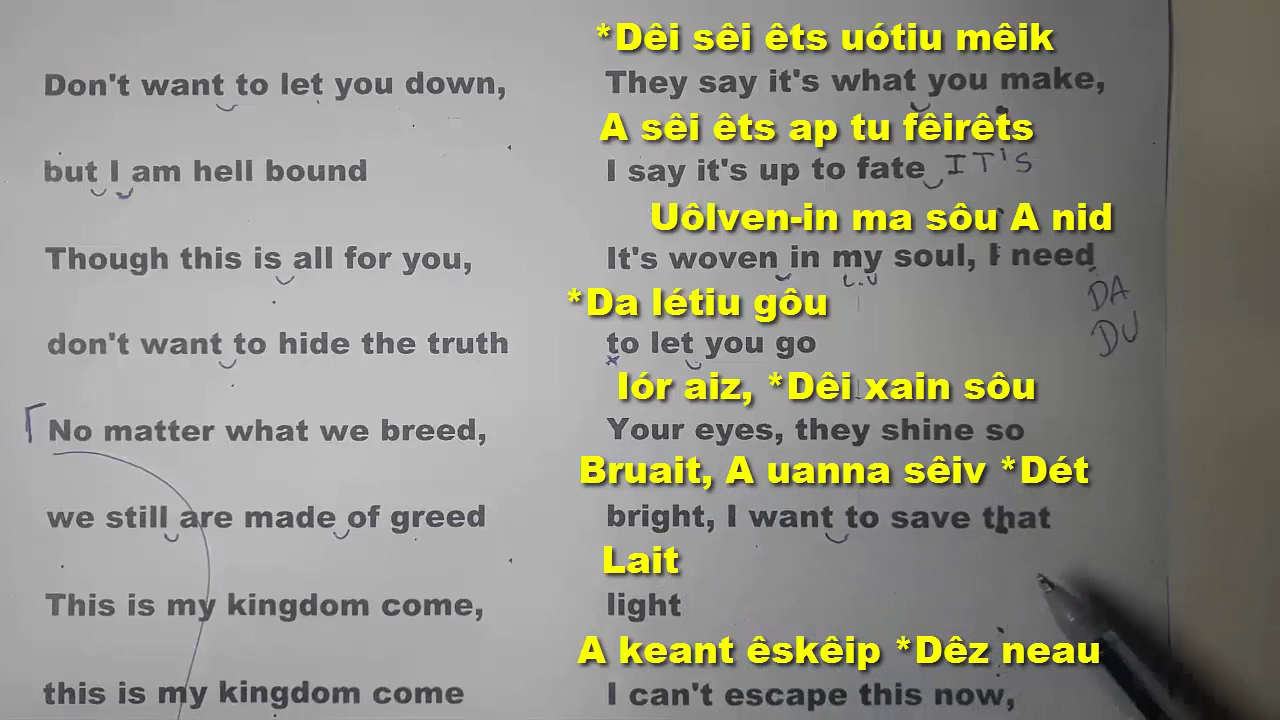 Don't want to let you down,
but I am hell bound
Though this is all for you,
don't want to hide the truth
No matter what we breed,
we still are made of greed
This is my kingdom come,
this is my kingdom come
*Dêi sêi êts uótiu mêik
They say it's what you make,
A sêi êts ap tu fêirêts
I say it's up to fate IT'S
Uôlven-in ma sôu A nid
It's woven in my soul, I need
DA
DU
*Da létiu gôu
to let you go
Iór aiz, *Dêi xain sôu
Your eyes, they shine so
Bruait, A uanna sêiv *Dét
bright, I want to save that
Lait
light
A keant êskêip *Dêz neau
I can't escape this now,